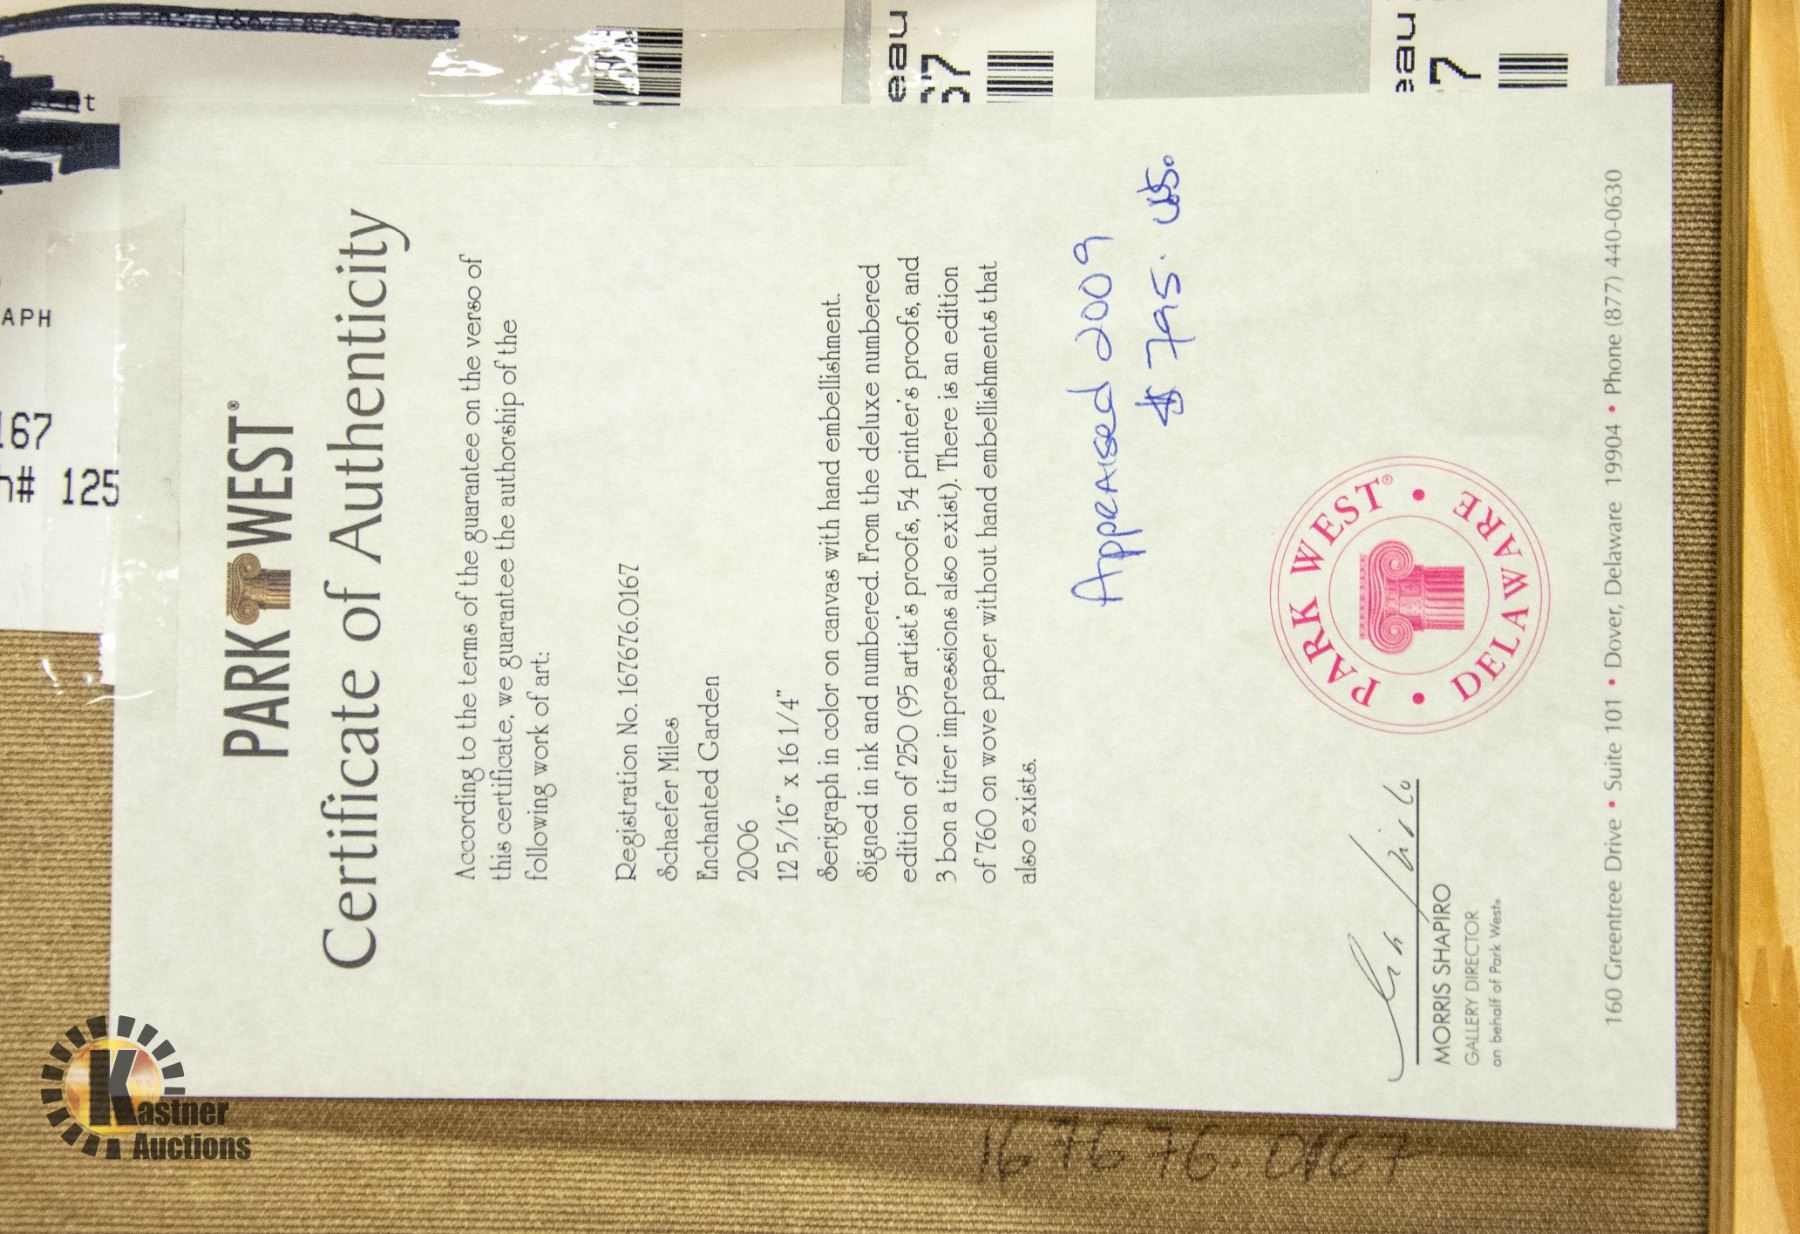 PARK WEST®
Certificate of Authenticity
According to the terms of the guarantee on the verso of
this certificate, we guarantee the authorship of the
following work of art:
Registration No. 167676.0167
Schaefer Miles
Enchanted Garden
2006
12 5/16" x 16 1/4"
Serigraph in color on canvas with hand embellishment.
Signed in ink and numbered. From the deluxe numbered
edition of 250 (95 artist's proofs, 54 printer's proofs, and
3 bon a tirer impressions also exist). There is an edition
of 760 on wove paper without hand embellishments that
also exists.
Appraised 2009
$ 795. US.
PARK WEST® • DELAWARE •
MORRIS SHAPIRO
GALLERY DIRECTOR
on behalf of Park West®
160 Greentree Drive • Suite 101 • Dover, Delaware 19904 • Phone (877) 440-0630
167676.0167
APH
167
# 125
eau
57
eau
7
Kastner
Auctions